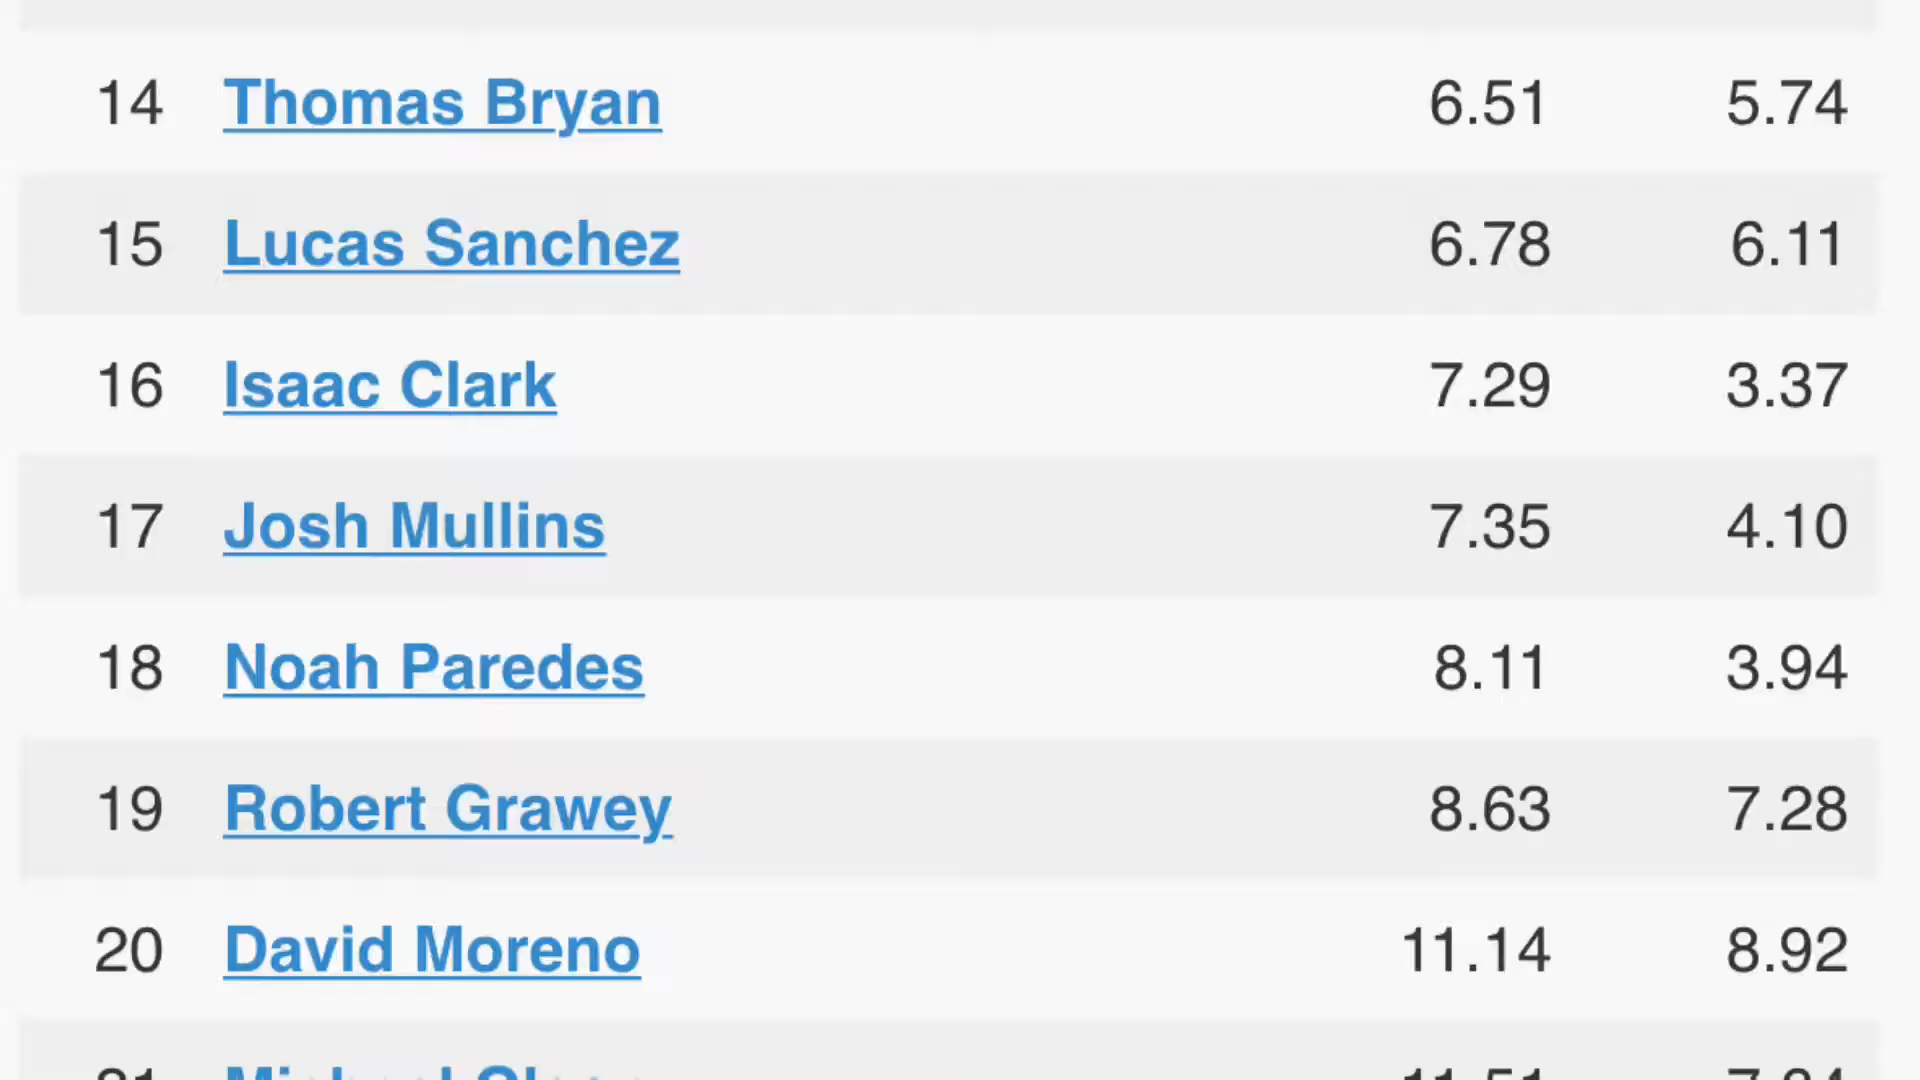 14 Thomas Bryan 6.51 5.74
15 Lucas Sanchez 6.78 6.11
16 Isaac Clark 7.29 3.37
17 Josh Mullins 7.35 4.10
18 Noah Paredes 8.11 3.94
19 Robert Grawey 8.63 7.28
20 David Moreno 11.14 8.92